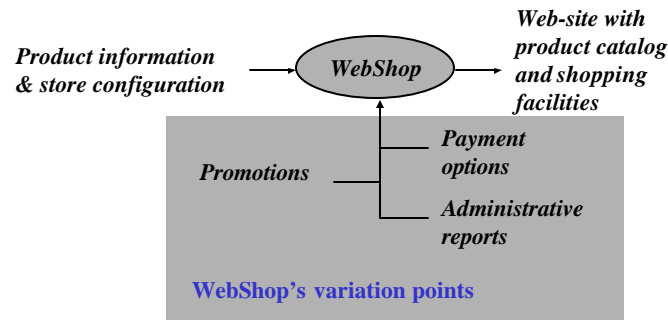 Product information
& store configuration
WebShop
Web-site with
product catalog
and shopping
facilities
Promotions
Payment
options
Administrative
reports
WebShop's variation points